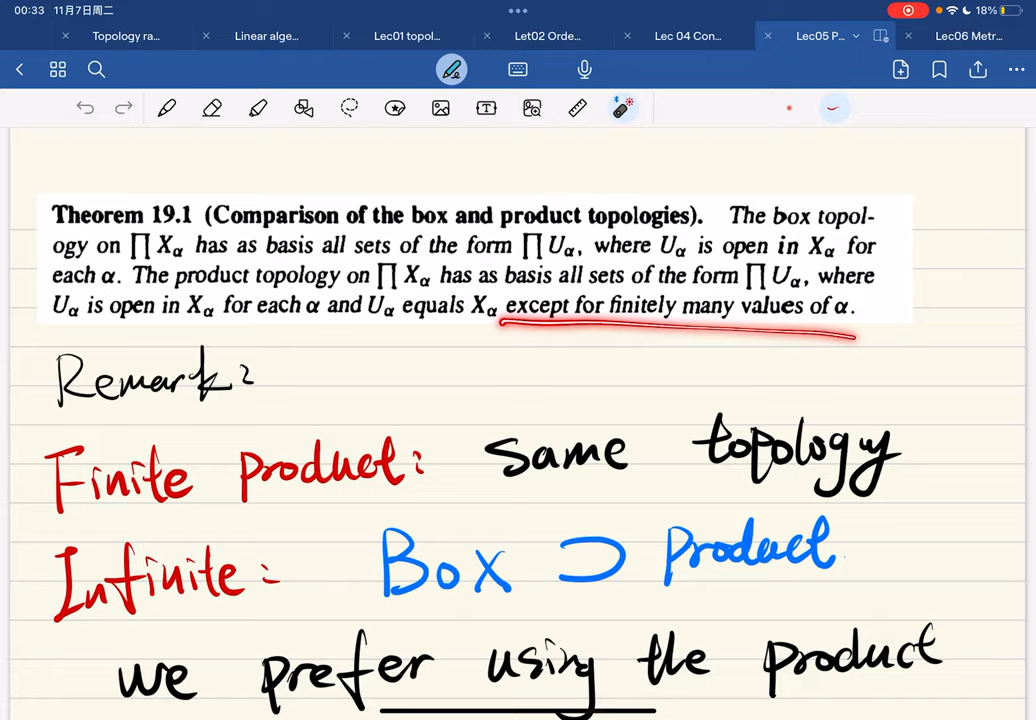 00:33 11月7日周二
18%
Topology ra...
Linear alge...
Lec01 topol...
Let02 Orde...
Lec 04 Con...
Lec05 P...
Lec06 Metr...
Theorem 19.1 (Comparison of the box and product topologies). The box topol-
ogy on ∏ Xα has as basis all sets of the form ∏ Uα, where Uα is open in Xα for
each α. The product topology on ∏ Xα has as basis all sets of the form ∏ Uα, where
Uα is open in Xα for each α and Uα equals Xα except for finitely many values of α.
Remark:
Finite product: same topology
Infinite: Box ⊃ Product
we prefer using the product